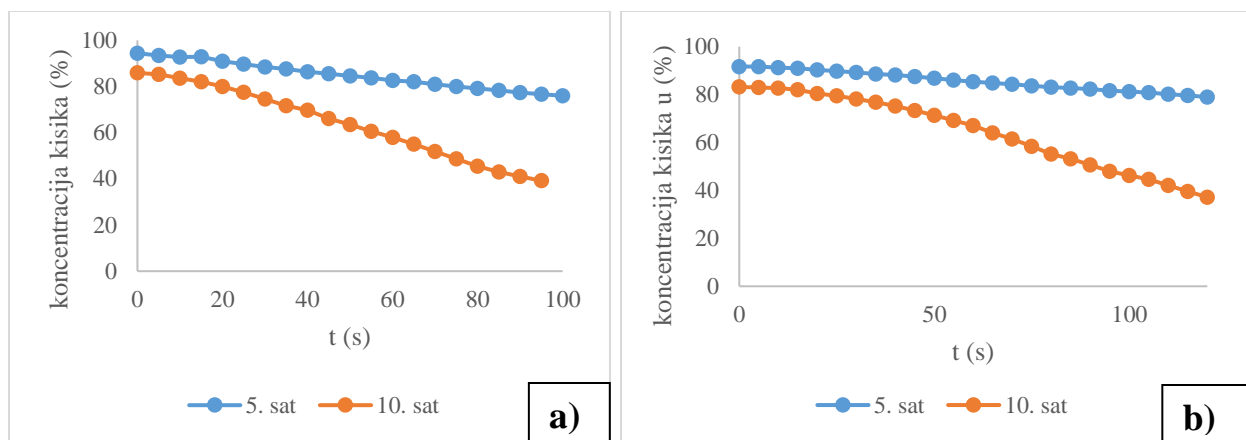 koncentracija kisika (%)
100
80
60
40
20
0
0 20 40 60 80 100
t (s)
5. sat 10. sat
a)
koncentracija kisika u (%)
100
80
60
40
20
0
0 50 100
t (s)
5. sat 10. sat
b)